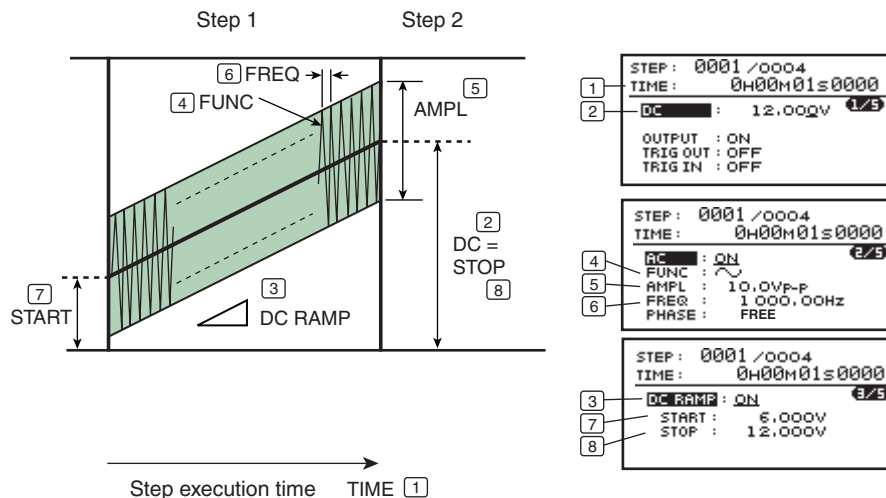 Step 1
Step 2
6 FREQ
4 FUNC
5
AMPL
2
DC =
STOP
8
7
START
3
DC RAMP
Step execution time TIME 1
STEP: 0001/0004
1 TIME: 0H00M01S0000
2 DC : 12.000V 1/5
OUTPUT : ON
TRIG OUT : OFF
TRIG IN : OFF
STEP: 0001/0004
TIME: 0H00M01S0000
2/5
AC : ON
4 FUNC :
5 AMPL : 10.0Vp-p
6 FREQ : 1000.00Hz
PHASE : FREE
STEP: 0001/0004
TIME: 0H00M01S0000
3/5
3 DC RAMP : ON
7 START : 6.000V
8 STOP : 12.000V